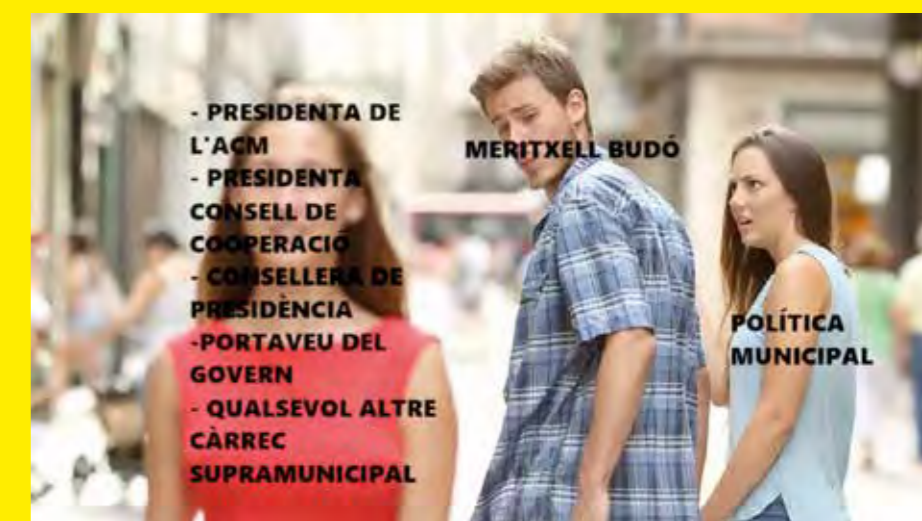 - PRESIDENTA DE
L'ACM
- PRESIDENTA
CONSELL DE
COOPERACIÓ
- CONSELLERA DE
PRESIDÈNCIA
-PORTAVEU DEL
GOVERN
- QUALSEVOL ALTRE
CÀRREC
SUPRAMUNICIPAL
MERITXELL BUDÓ
POLÍTICA
MUNICIPAL